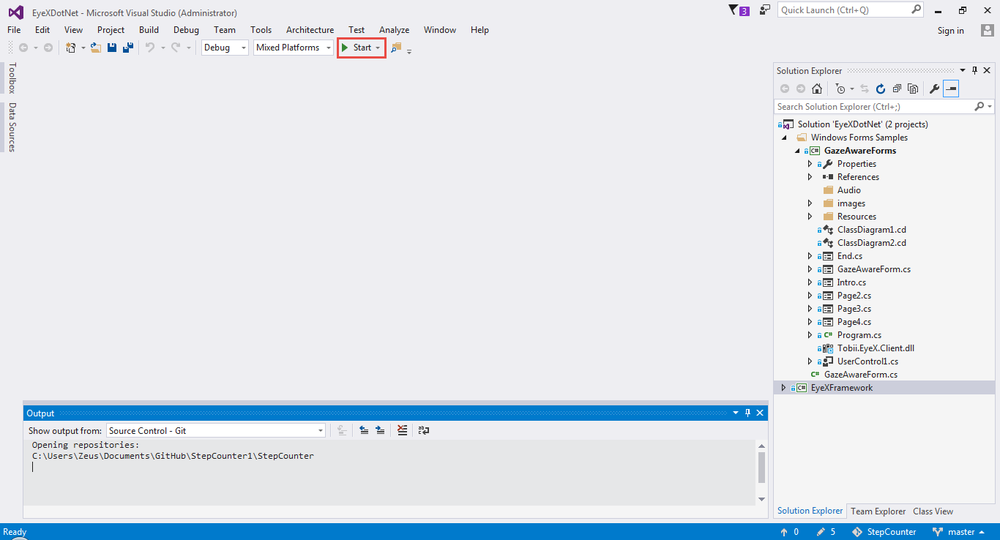 EyeXDotNet - Microsoft Visual Studio (Administrator)
3
Quick Launch (Ctrl+Q)
File Edit View Project Build Debug Team Tools Architecture Test Analyze Window Help
Sign in
Debug Mixed Platforms Start
Toolbox
Data Sources
Solution Explorer
Search Solution Explorer (Ctrl+;)
Solution 'EyeXDotNet' (2 projects)
Windows Forms Samples
C# GazeAwareForms
Properties
References
Audio
images
Resources
ClassDiagram1.cd
ClassDiagram2.cd
End.cs
GazeAwareForm.cs
Intro.cs
Page2.cs
Page3.cs
Page4.cs
C# Program.cs
Tobii.EyeX.Client.dll
UserControl1.cs
C# GazeAwareForm.cs
C# EyeXFramework
Solution Explorer Team Explorer Class View
Output
Show output from: Source Control - Git
Opening repositories:
C:\Users\Zeus\Documents\GitHub\StepCounter1\StepCounter
Ready
0 5 StepCounter master